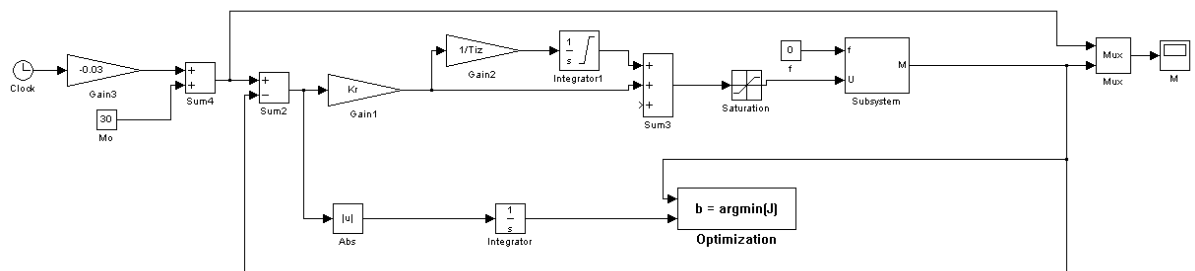 Clock
-0.03
Gain3
30
Mo
+
+
Sum4
+
−
Sum2
Kr
Gain1
1/Tiz
Gain2
1
s
Integrator1
+
+
+
Sum3
Saturation
0
f
f
U
M
Subsystem
Mux
Mux
M
|u|
Abs
1
s
Integrator
b = argmin(J)
Optimization